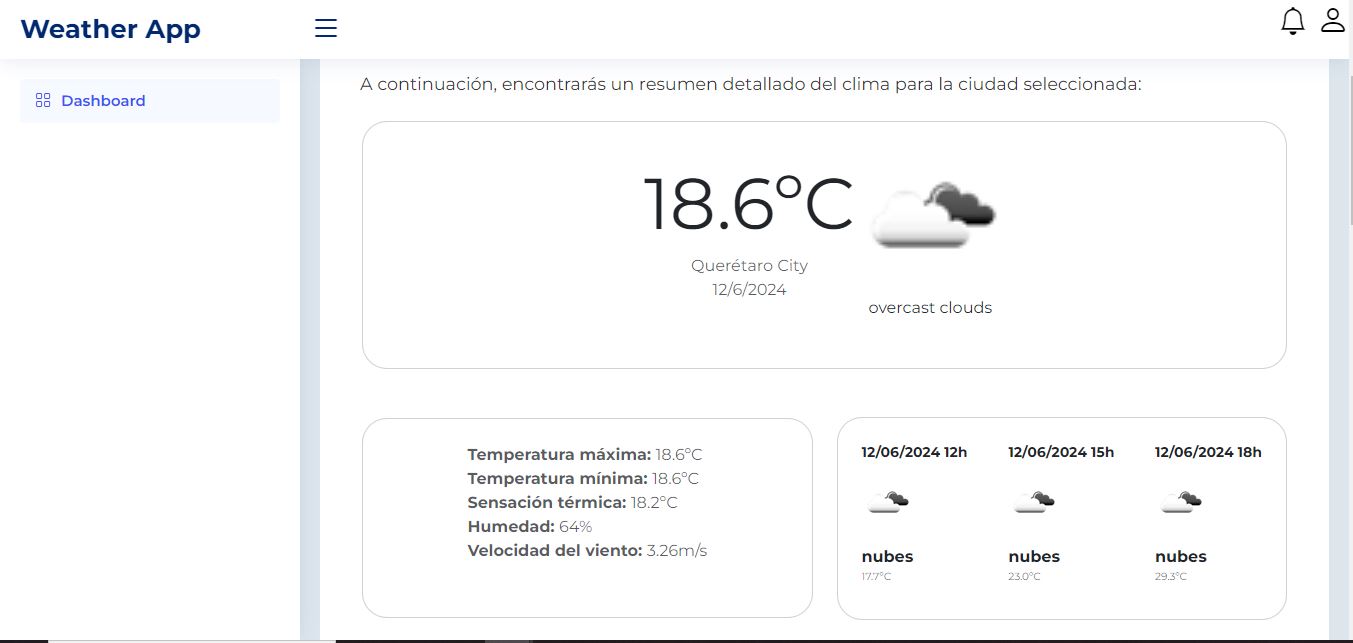 Weather App
Dashboard
A continuación, encontrarás un resumen detallado del clima para la ciudad seleccionada:
18.6°C
Querétaro City
12/6/2024
overcast clouds
Temperatura máxima: 18.6°C
Temperatura mínima: 18.6°C
Sensación térmica: 18.2°C
Humedad: 64%
Velocidad del viento: 3.26m/s
12/06/2024 12h
nubes
17.7°C
12/06/2024 15h
nubes
23.0°C
12/06/2024 18h
nubes
29.3°C